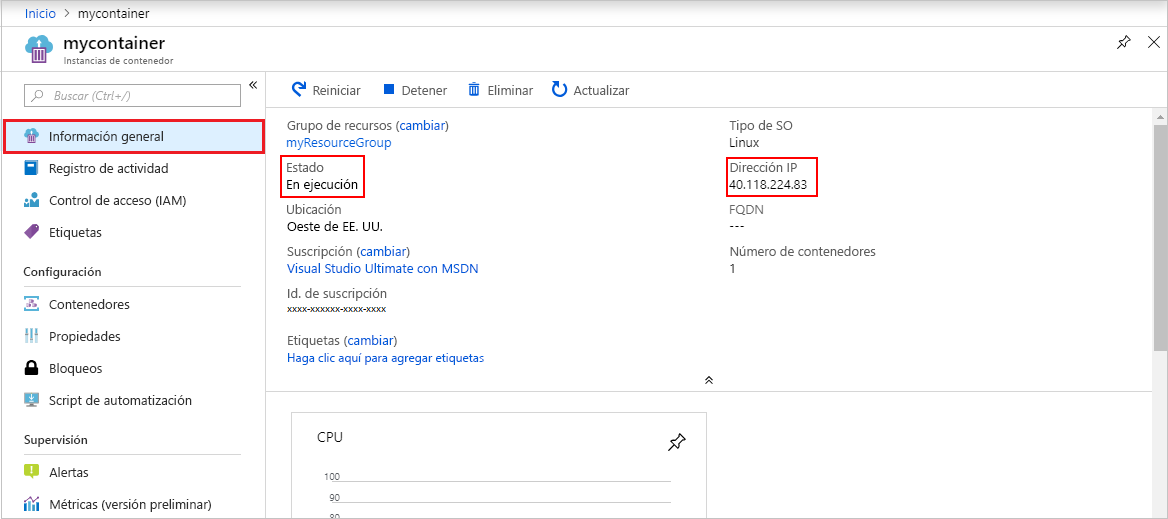 Inicio > mycontainer
mycontainer
Instancias de contenedor
Buscar (Ctrl+/)
«
Información general
Registro de actividad
Control de acceso (IAM)
Etiquetas
Configuración
Contenedores
Propiedades
Bloqueos
Script de automatización
Supervisión
Alertas
Métricas (versión preliminar)
Reiniciar
Detener
Eliminar
Actualizar
Grupo de recursos (cambiar)
myResourceGroup
Estado
En ejecución
Ubicación
Oeste de EE. UU.
Suscripción (cambiar)
Visual Studio Ultimate con MSDN
Id. de suscripción
xxxx-xxxxxx-xxxx-xxxx
Etiquetas (cambiar)
Haga clic aquí para agregar etiquetas
Tipo de SO
Linux
Dirección IP
40.118.224.83
FQDN
---
Número de contenedores
1
CPU
100
90
80